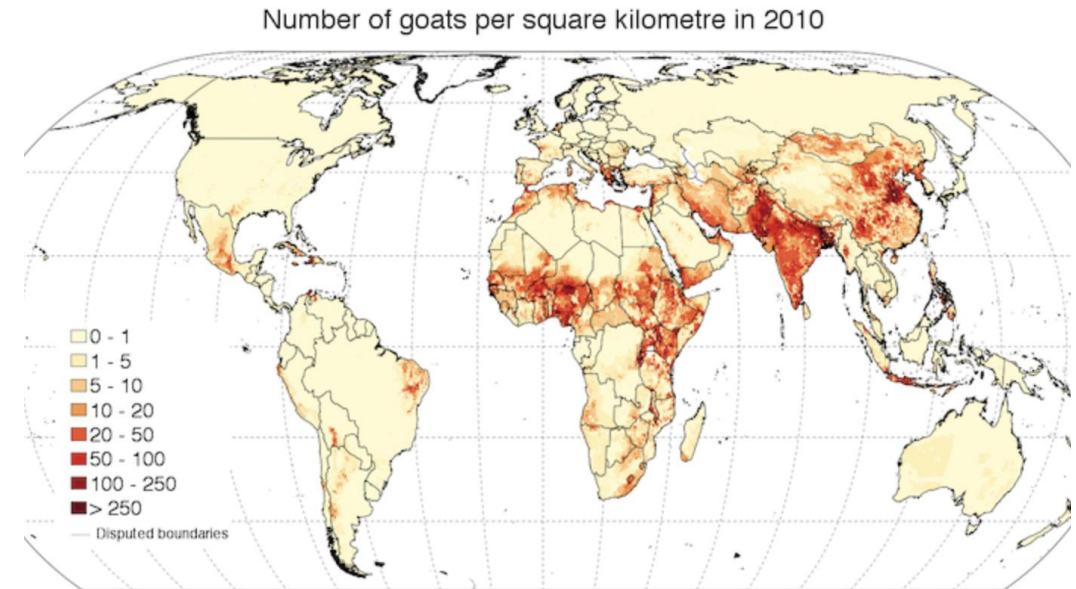 Number of goats per square kilometre in 2010
0 - 1
1 - 5
5 - 10
10 - 20
20 - 50
50 - 100
100 - 250
> 250
Disputed boundaries